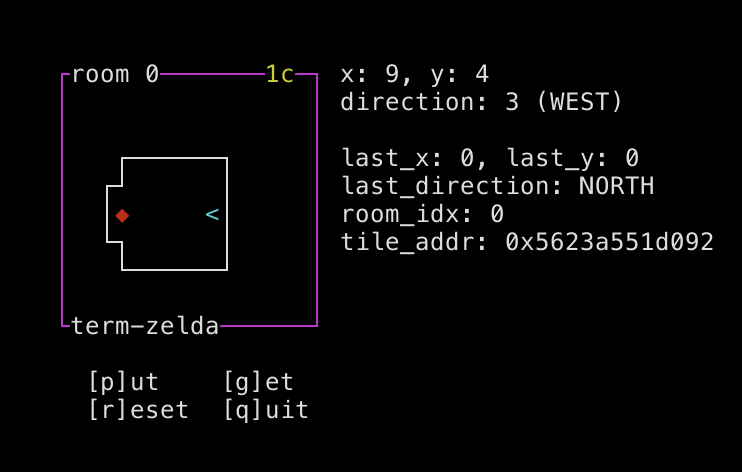 room 0 1c
x: 9, y: 4
direction: 3 (WEST)
<
last_x: 0, last_y: 0
last_direction: NORTH
room_idx: 0
tile_addr: 0x5623a551d092
term-zelda
[p]ut [g]et
[r]eset [q]uit